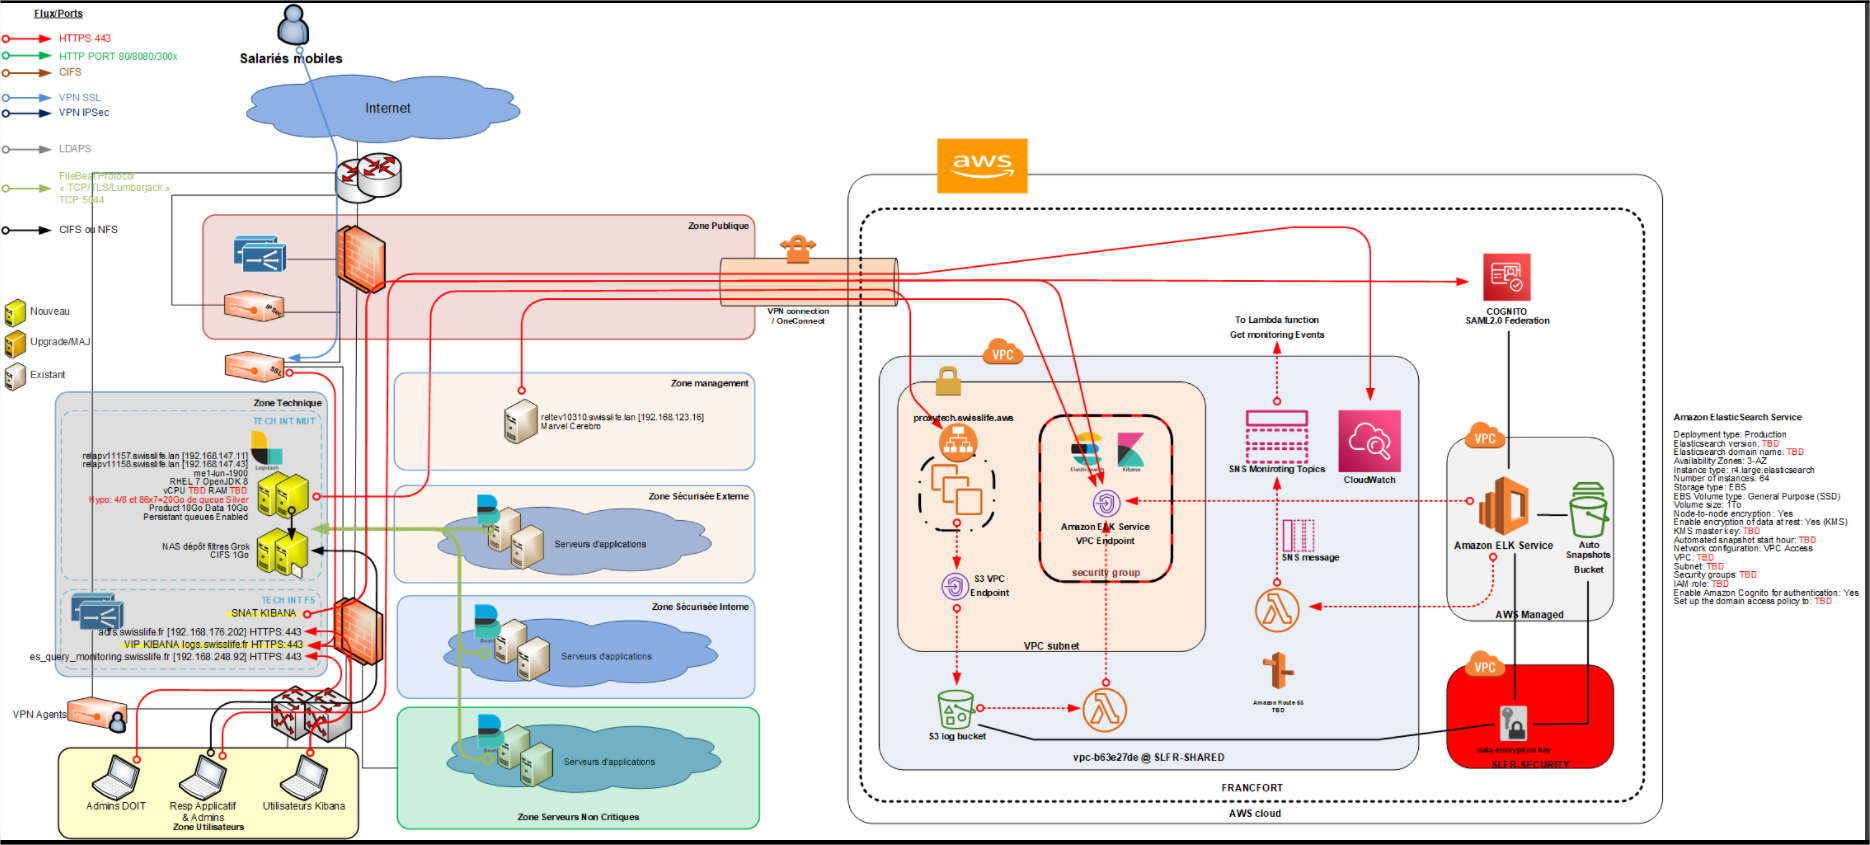 Flux/Ports
HTTPS 443
HTTP PORT 80/8080/300x
CIFS
VPN SSL
VPN IPSec
LDAPS
FileBeat Protocol
« TCP/TLS/Lumberjack »
TCP 5044
CIFS ou NFS
Nouveau
Upgrade/MAJ
Existant
Salariés mobiles
Internet
Zone Publique
IPSec
SSL
VPN connection
/ OneConnect
Zone Technique
TECH INT MUT
Logstash
relapv11157.swisslife.lan [192.168.147.11]
relapv11158.swisslife.lan [192.168.147.43]
me1-lun-1900
RHEL 7 OpenJDK 8
vCPU TBD RAM TBD
Hypo: 4/8 et 86x7=20Go de queue Silver
Product 10Go Data 10Go
Persistant queues Enabled
NAS dépôt filtres Grok
CIFS 1Go
TECH INT F5
SNAT KIBANA
adfs.swisslife.fr [192.168.176.202] HTTPS:443
VIP KIBANA logs.swisslife.fr HTTPS:443
es_query_monitoring.swisslife.fr [192.168.248.92] HTTPS:443
VPN Agents
Admins DOIT
Resp Applicatif
& Admins
Utilisateurs Kibana
Zone Utilisateurs
Zone management
reltev10310.swisslife.lan [192.168.123.16]
Marvel Cerebro
Zone Sécurisée Externe
Serveurs d'applications
Zone Sécurisée Interne
Serveurs d'applications
Serveurs d'applications
Zone Serveurs Non Critiques
aws
VPC
proxytech.swisslife.aws
Elasticsearch
Kibana
Amazon ELK Service
VPC Endpoint
security group
S3 VPC
Endpoint
VPC subnet
S3 log bucket
vpc-b63e27de @ SLFR-SHARED
To Lambda function
Get monitoring Events
SNS Moniroting Topics
SNS message
CloudWatch
Amazon Route 53
TBD
COGNITO
SAML2.0 Federation
VPC
Amazon ELK Service
Auto
Snapshots
Bucket
AWS Managed
VPC
data encryption key
SLFR-SECURITY
FRANCFORT
AWS cloud
Amazon ElasticSearch Service
Deployment type: Production
Elasticsearch version: TBD
Elasticsearch domain name: TBD
Availability Zones: 3-AZ
Instance type: r4.large.elasticsearch
Number of instances: 64
Storage type: EBS
EBS Volume type: General Purpose (SSD)
Volume size: 1To
Node-to-node encryption : Yes
Enable encryption of data at rest: Yes (KMS)
KMS master key: TBD
Automated snapshot start hour: TBD
Network configuration: VPC Access
VPC: TBD
Subnet: TBD
Security groups: TBD
IAM role: TBD
Enable Amazon Cognito for authentication: Yes
Set up the domain access policy to: TBD